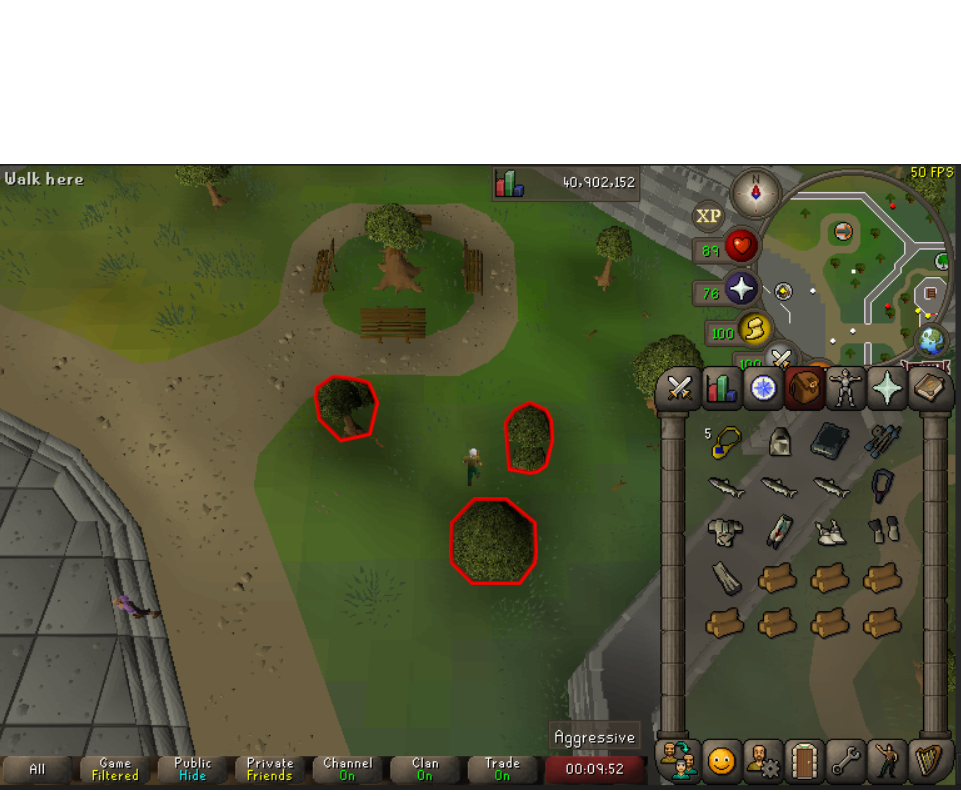 Walk here
40,902,152
50 FPS
N
XP
89
76
100
100
5
Aggressive
All
Game
Filtered
Public
Hide
Private
Friends
Channel
On
Clan
On
Trade
On
00:09:52